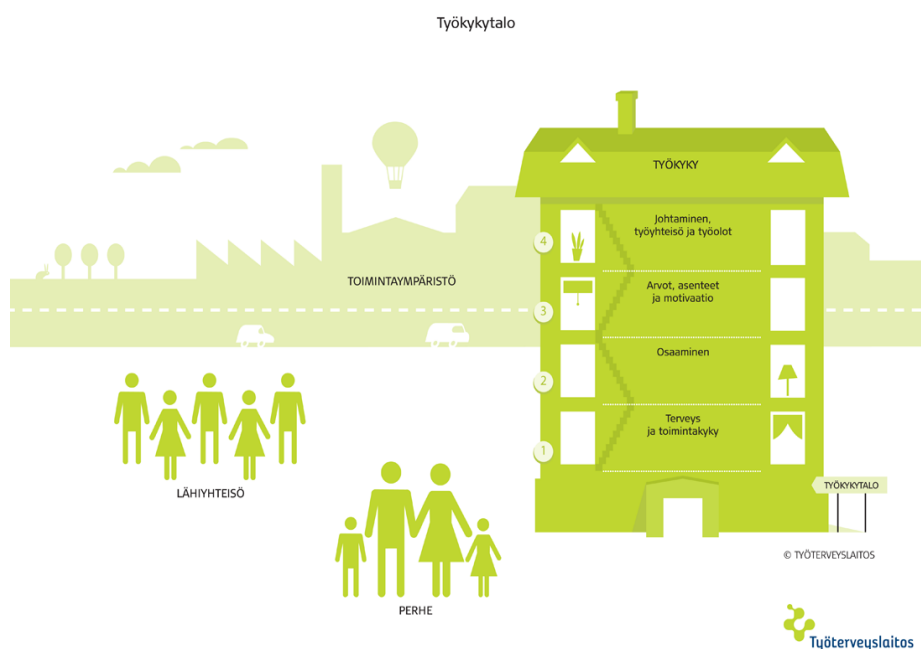 Työkykytalo
TYÖKYKY
4
Johtaminen,
työyhteisö ja työolot
TOIMINTAYMPÄRISTÖ
3
Arvot, asenteet
ja motivaatio
2
Osaaminen
1
Terveys
ja toimintakyky
LÄHIYHTEISÖ
TYÖKYKYTALO
© TYÖTERVEYSLAITOS
PERHE
Työterveyslaitos